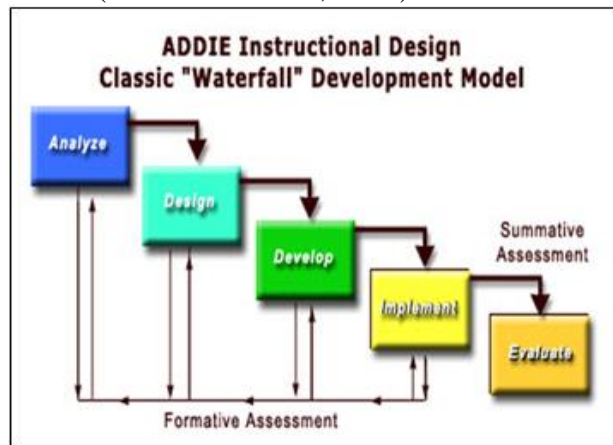 ADDIE Instructional Design
Classic "Waterfall" Development Model
Analyze
Design
Develop
Summative
Assessment
Implement
Evaluate
Formative Assessment